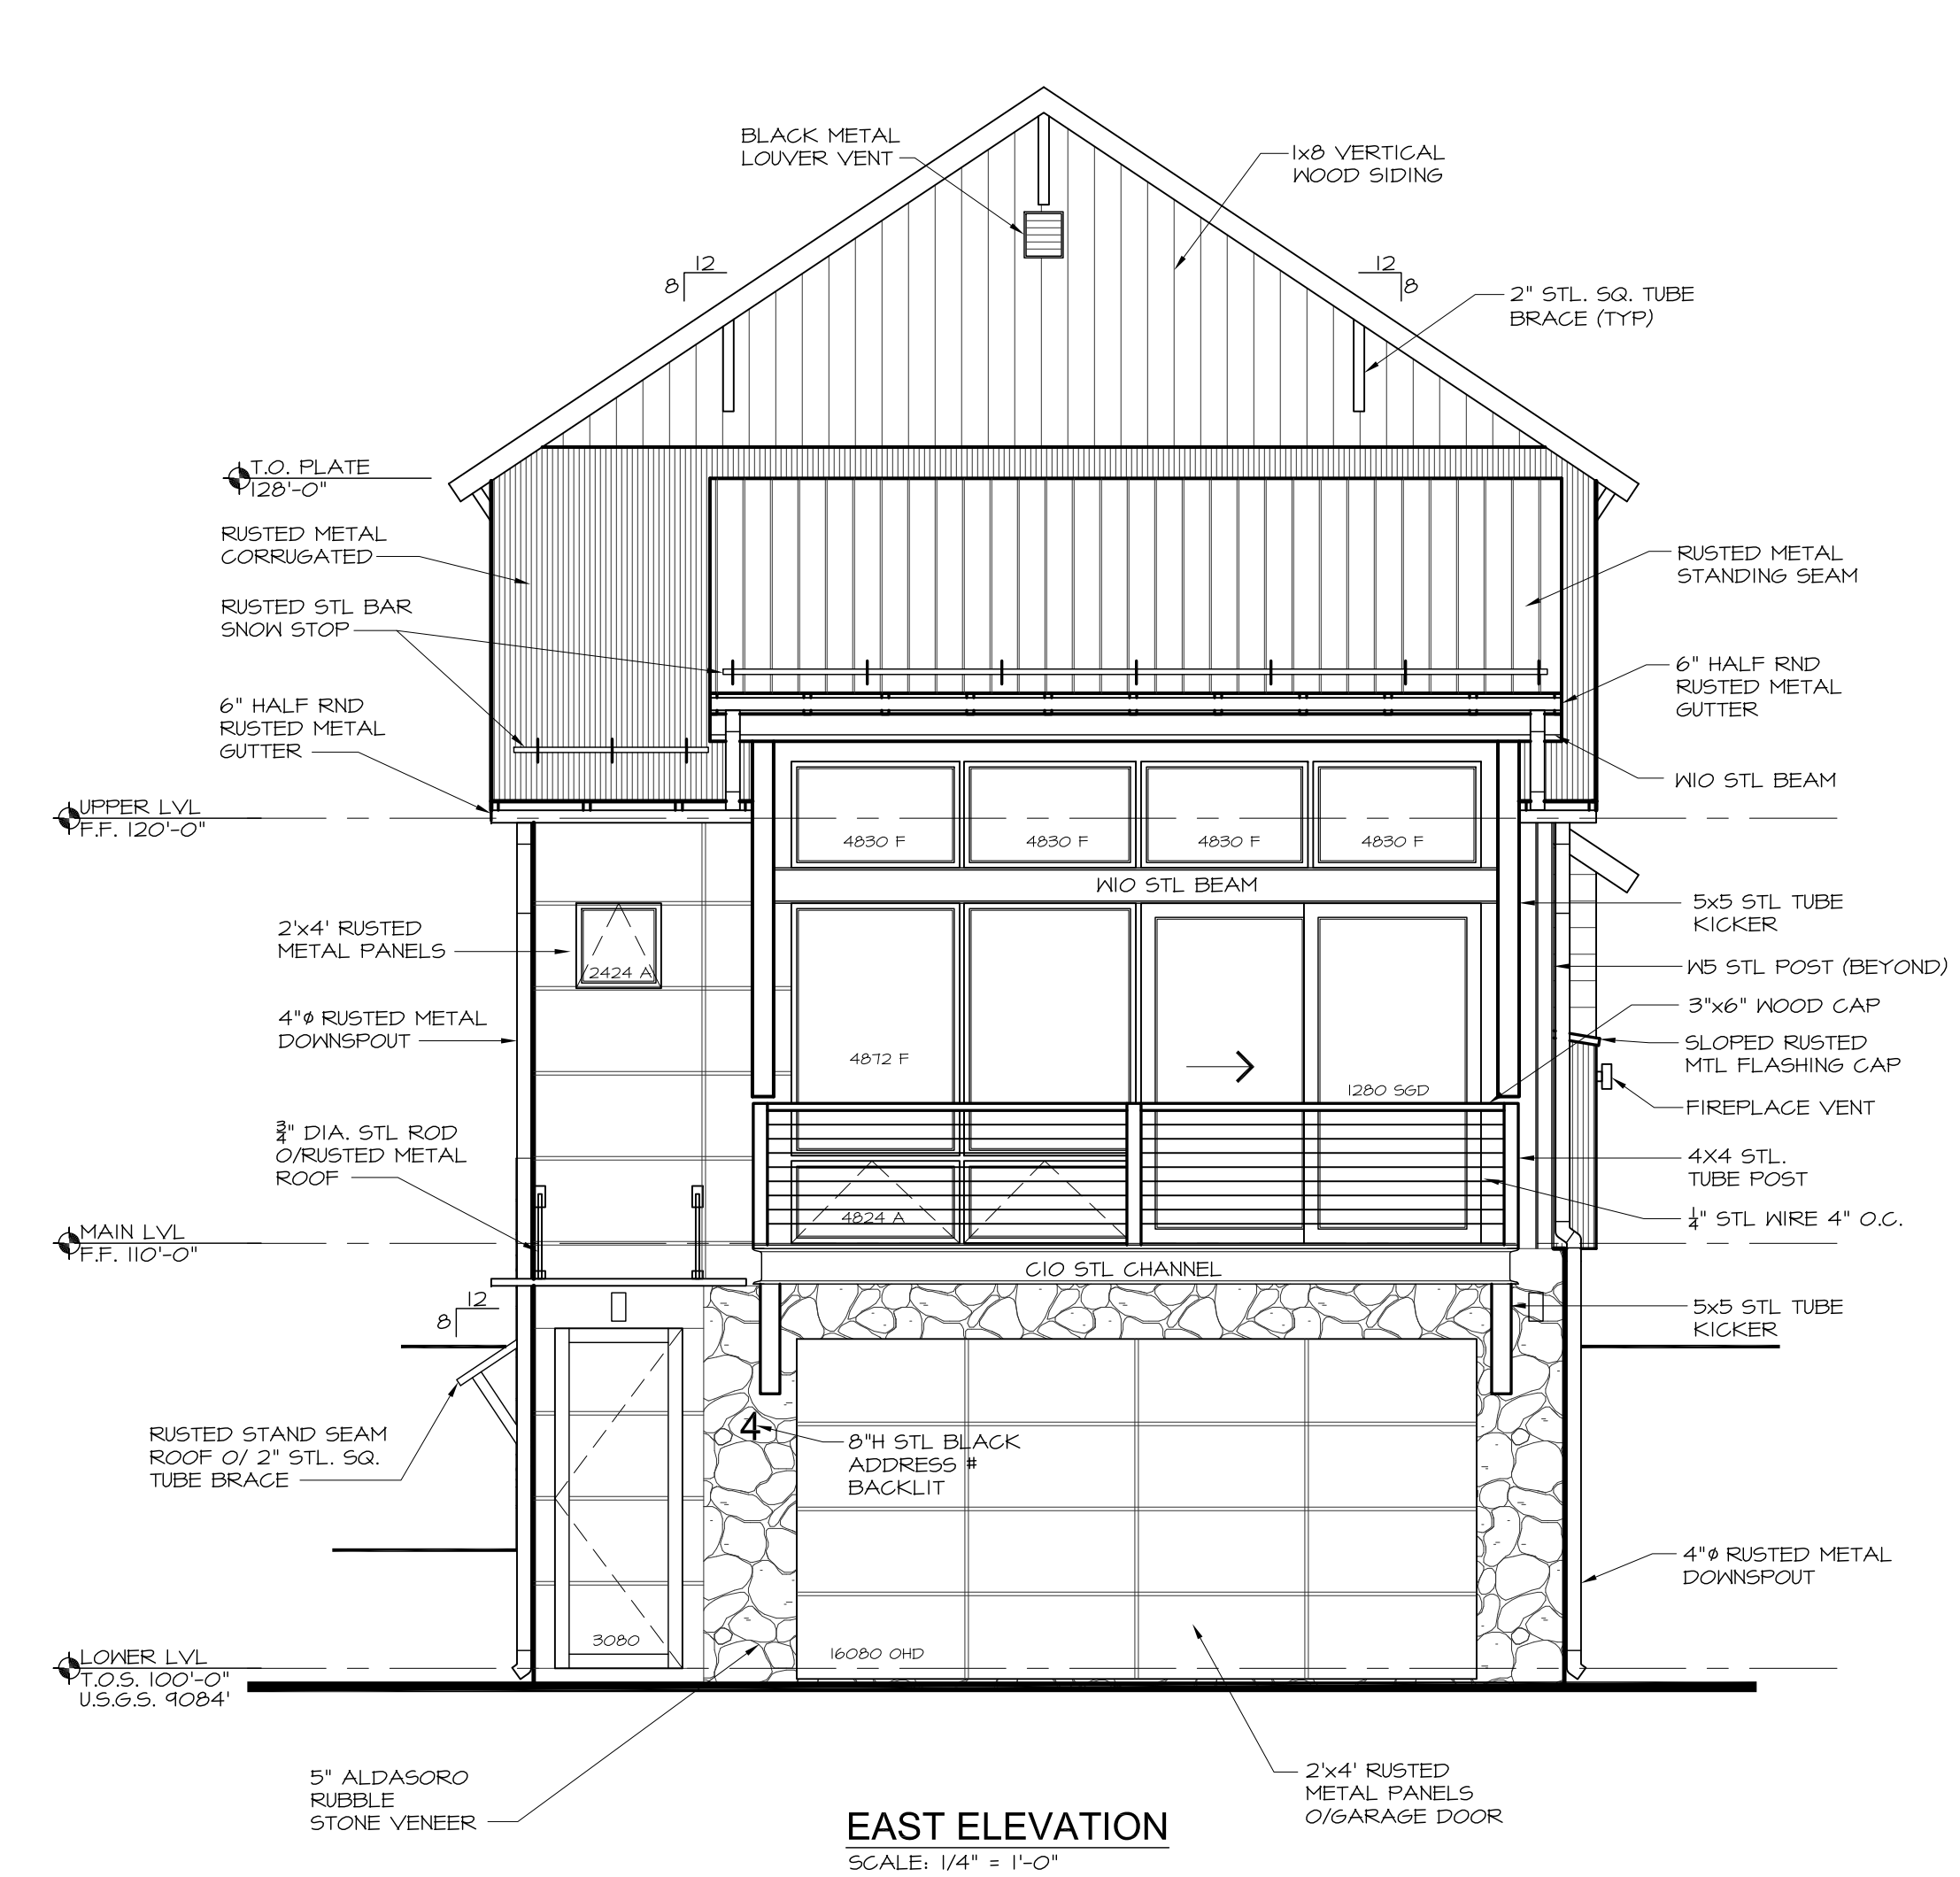 BLACK METAL
LOUVER VENT
1x8 VERTICAL
WOOD SIDING
12
8
12
8
2" STL. SQ. TUBE
BRACE (TYP)
T.O. PLATE
128'-0"
RUSTED METAL
CORRUGATED
RUSTED STL BAR
SNOW STOP
6" HALF RND
RUSTED METAL
GUTTER
UPPER LVL
F.F. 120'-0"
RUSTED METAL
STANDING SEAM
6" HALF RND
RUSTED METAL
GUTTER
W10 STL BEAM
4830 F
4830 F
4830 F
4830 F
W10 STL BEAM
2'x4' RUSTED
METAL PANELS
2424 A
4"ø RUSTED METAL
DOWNSPOUT
4872 F
1280 SGD
5x5 STL TUBE
KICKER
W5 STL POST (BEYOND)
3"x6" WOOD CAP
SLOPED RUSTED
MTL FLASHING CAP
FIREPLACE VENT
¾" DIA. STL ROD
O/RUSTED METAL
ROOF
4X4 STL.
TUBE POST
¼" STL WIRE 4" O.C.
4824 A
MAIN LVL
F.F. 110'-0"
C10 STL CHANNEL
12
8
5x5 STL TUBE
KICKER
RUSTED STAND SEAM
ROOF O/ 2" STL. SQ.
TUBE BRACE
4
8"H STL BLACK
ADDRESS #
BACKLIT
4"ø RUSTED METAL
DOWNSPOUT
3080
16080 OHD
LOWER LVL
T.O.S. 100'-0"
U.S.G.S. 9084'
5" ALDASORO
RUBBLE
STONE VENEER
2'x4' RUSTED
METAL PANELS
O/GARAGE DOOR
EAST ELEVATION
SCALE: 1/4" = 1'-0"